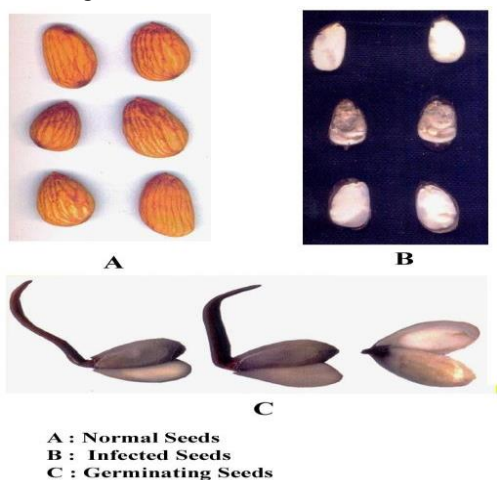 A
B
C
A : Normal Seeds
B : Infected Seeds
C : Germinating Seeds